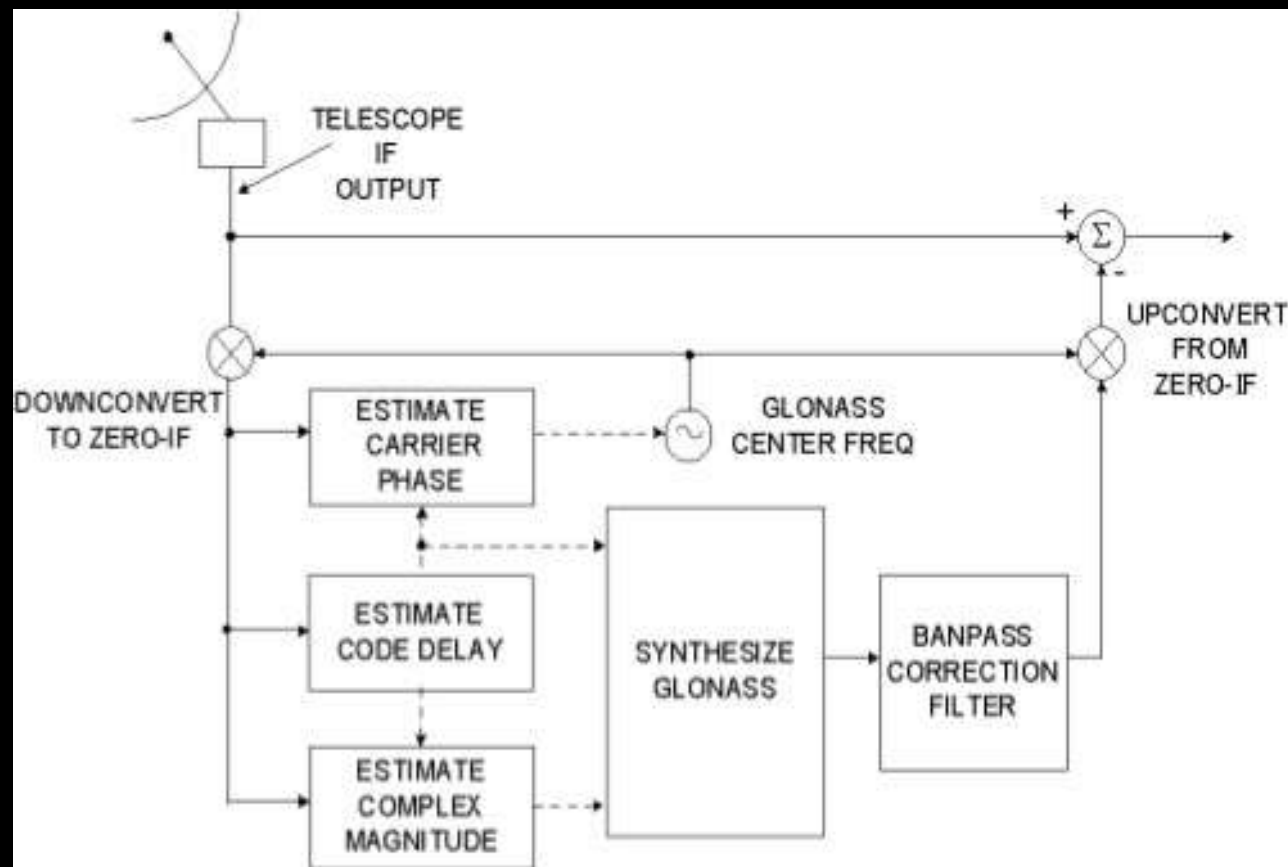 TELESCOPE
IF
OUTPUT
+
Σ
-
UPCONVERT
FROM
ZERO-IF
DOWNCONVERT
TO ZERO-IF
ESTIMATE
CARRIER
PHASE
GLONASS
CENTER FREQ
ESTIMATE
CODE DELAY
SYNTHESIZE
GLONASS
BANPASS
CORRECTION
FILTER
ESTIMATE
COMPLEX
MAGNITUDE